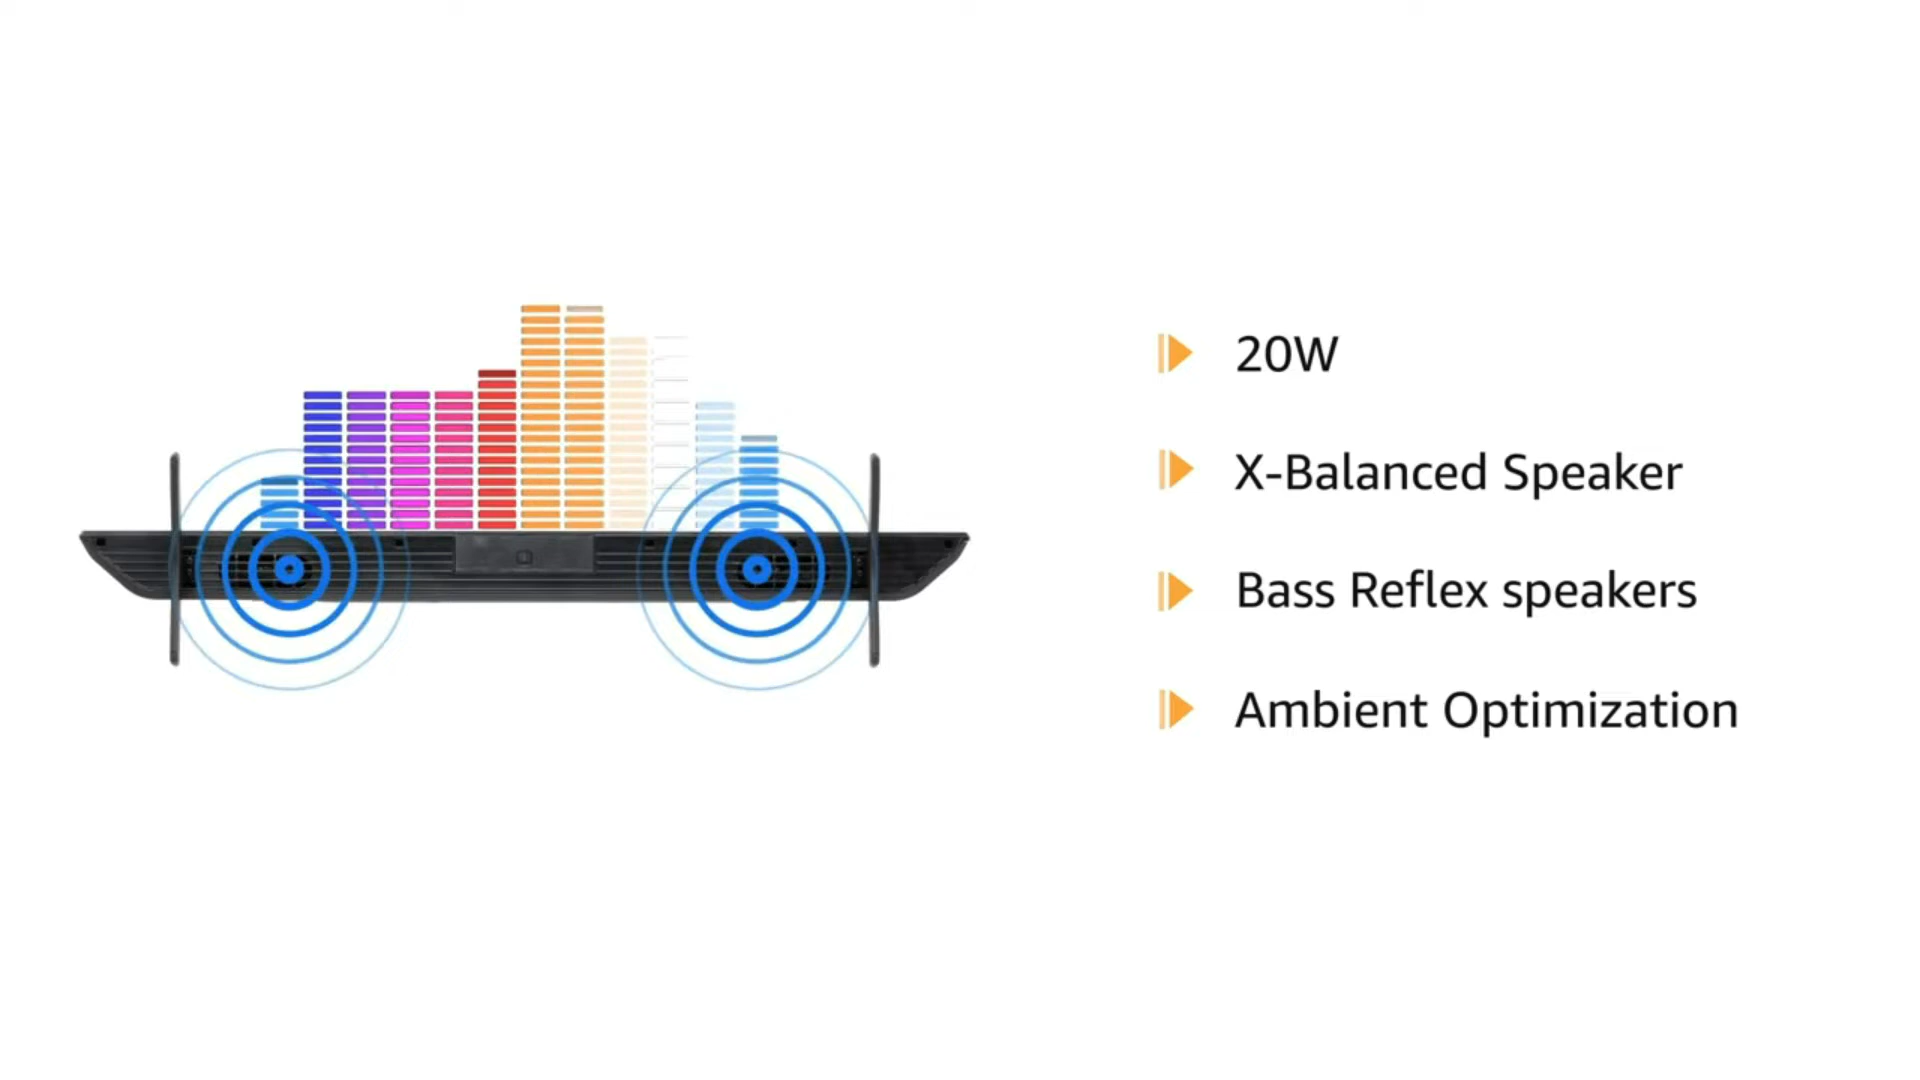 20W
X-Balanced Speaker
Bass Reflex speakers
Ambient Optimization